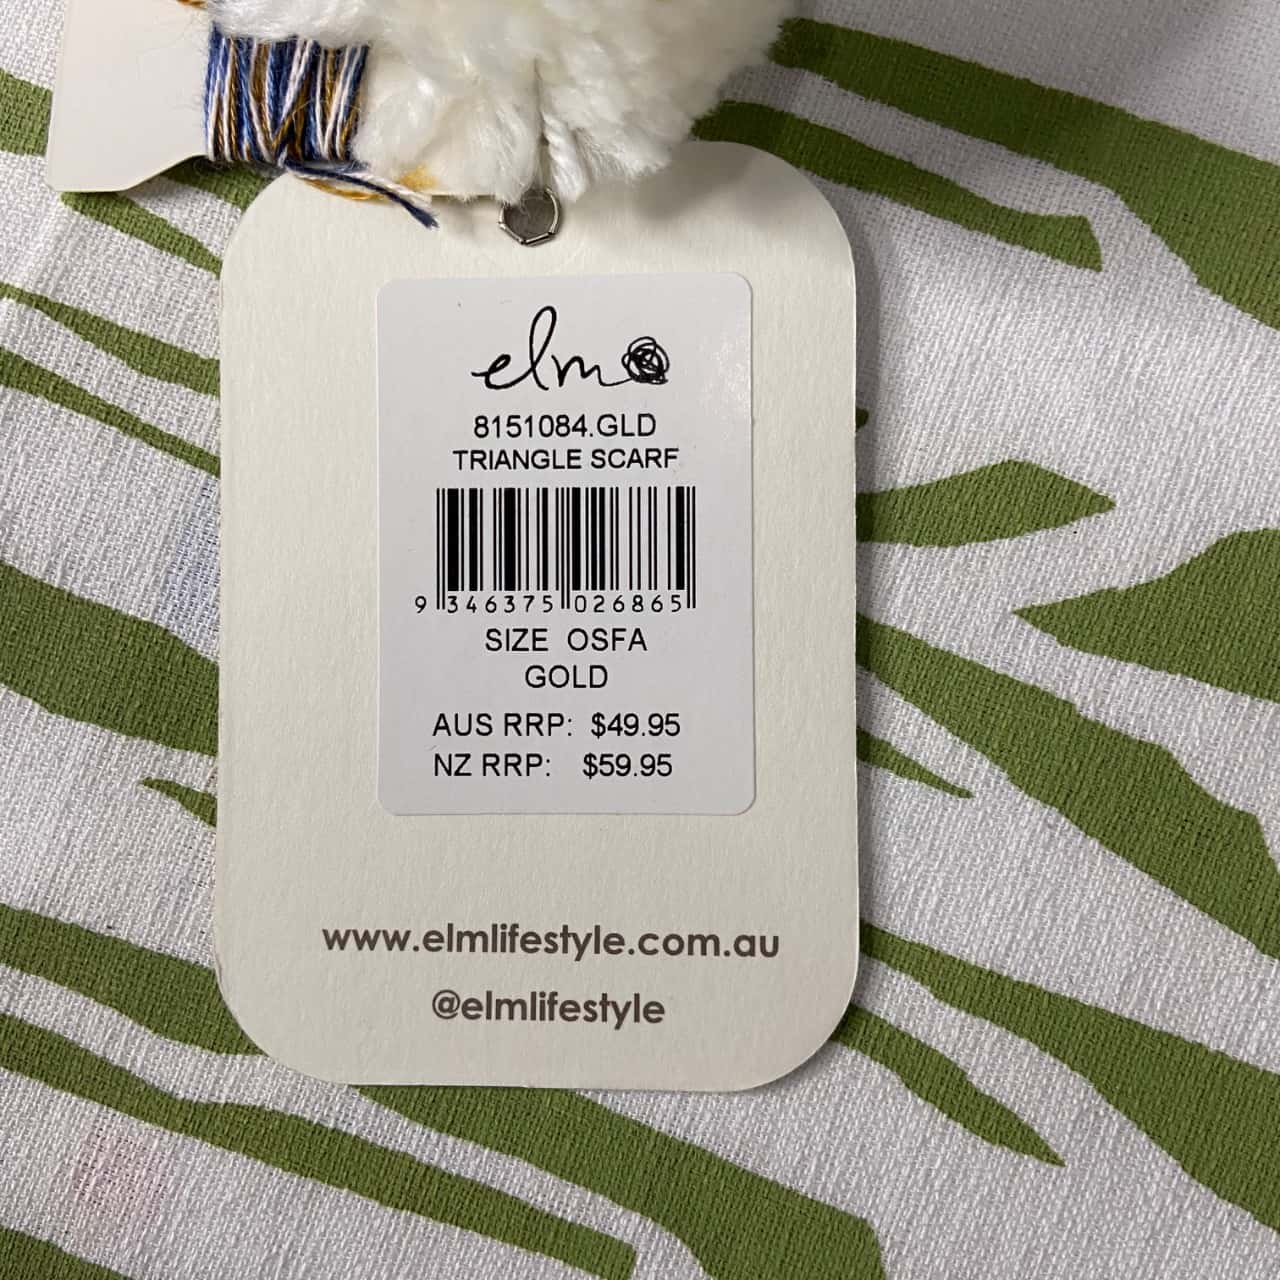 elm
8151084.GLD
TRIANGLE SCARF
9 346375 026865
SIZE OSFA
GOLD
AUS RRP: $49.95
NZ RRP: $59.95
www.elmlifestyle.com.au
@elmlifestyle